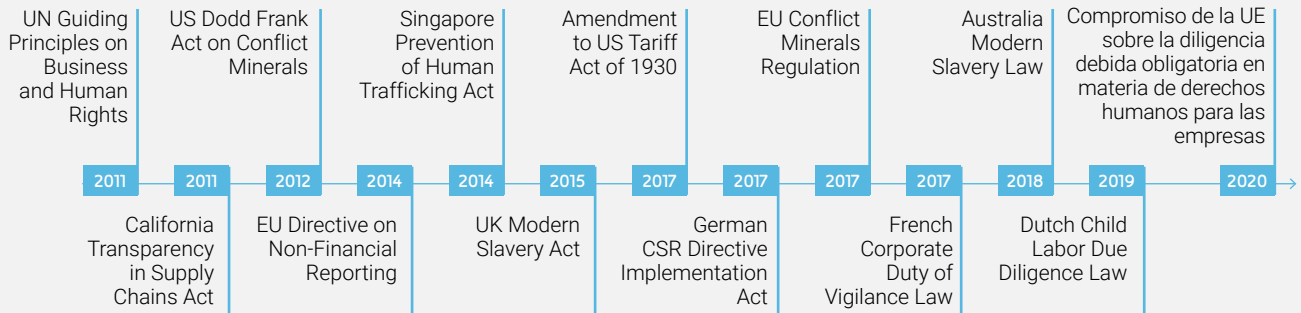 UN Guiding
Principles on
Business
and Human
Rights
US Dodd Frank
Act on Conflict
Minerals
Singapore
Prevention
of Human
Trafficking Act
Amendment
to US Tariff
Act of 1930
EU Conflict
Minerals
Regulation
Australia
Modern
Slavery Law
Compromiso de la UE
sobre la diligencia
debida obligatoria en
materia de derechos
humanos para las
empresas
2011
2011
2012
2014
2014
2015
2017
2017
2017
2017
2018
2019
2020
California
Transparency
in Supply
Chains Act
EU Directive on
Non-Financial
Reporting
UK Modern
Slavery Act
German
CSR Directive
Implementation
Act
French
Corporate
Duty of
Vigilance Law
Dutch Child
Labor Due
Diligence Law